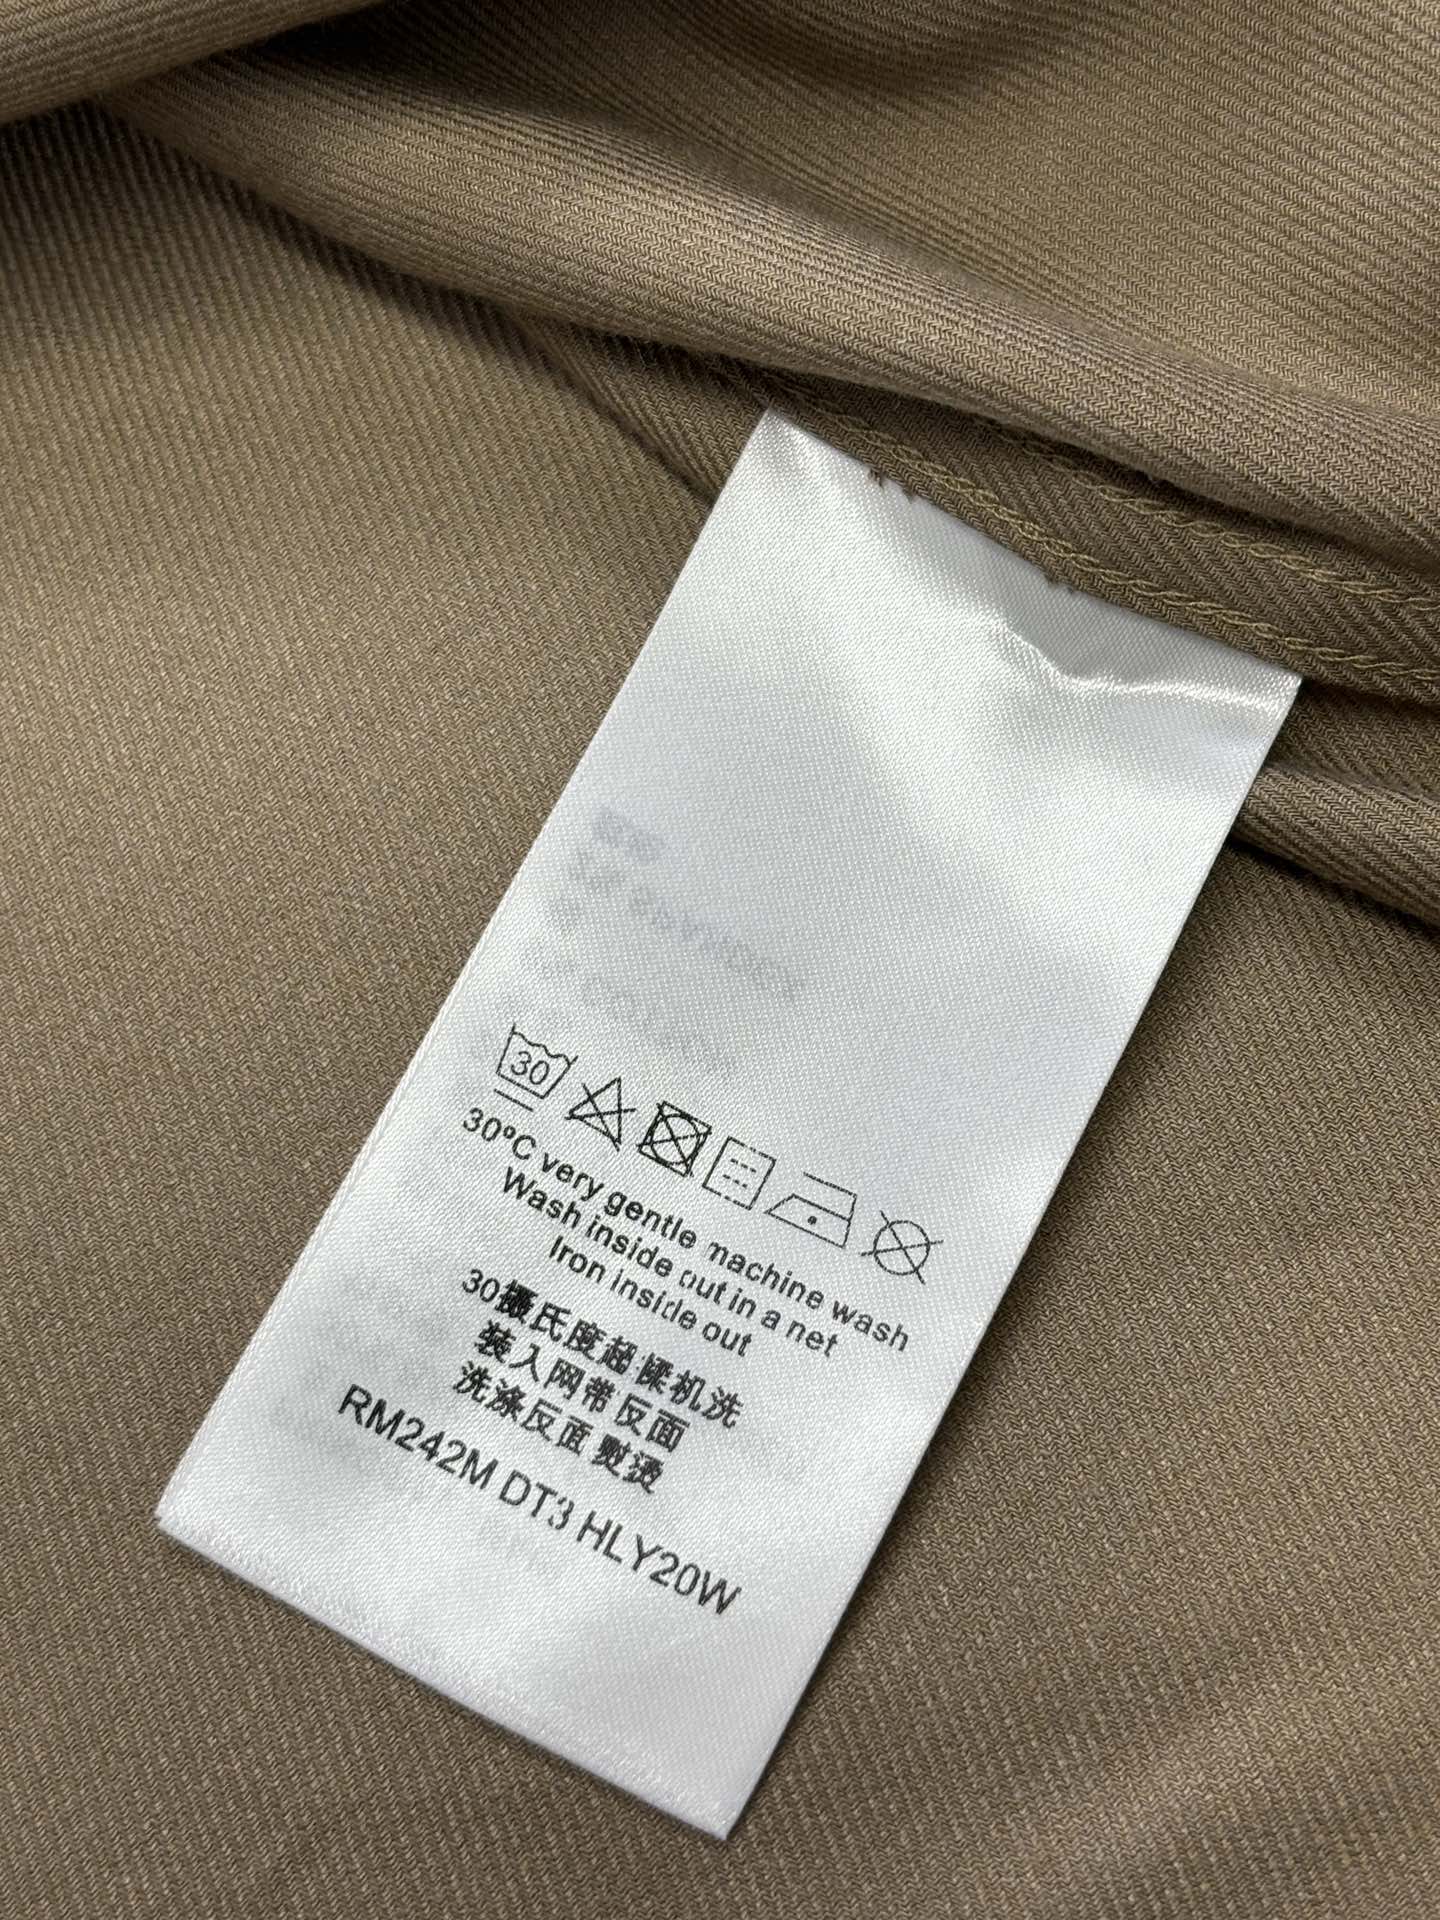 30
30°C very gentle machine wash
Wash inside out in a net
Iron inside out
30摄氏度超柔机洗
装入网带反面
洗涤反面熨烫
RM242M DT3 HLY20W